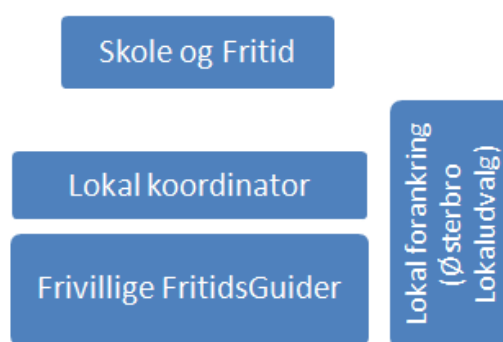 Skole og Fritid
Lokal koordinator
Frivillige FritidsGuider
Lokal forankring
(Østerbro
Lokaludvalg)